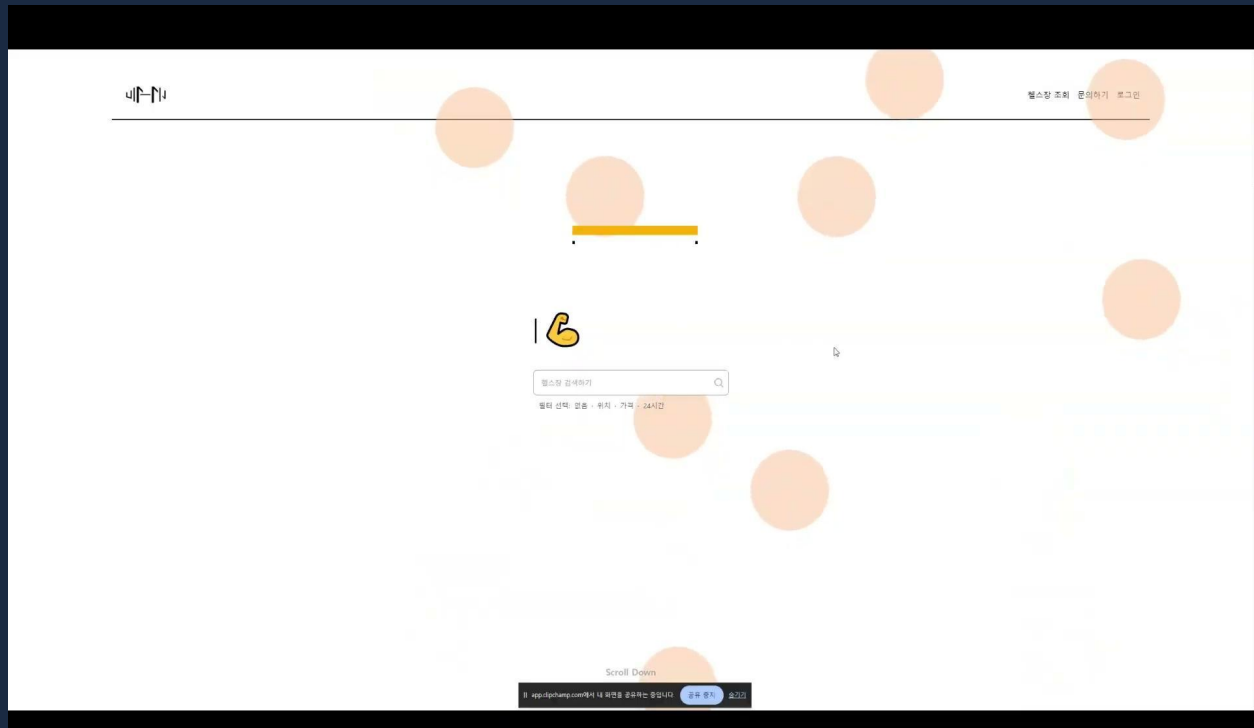 헬스장 조회 문의하기 로그인
헬스장 검색하기
필터 선택: 없음 · 위치 · 가격 · 24시간
Scroll Down
app.clipchamp.com에서 내 화면을 공유하는 중입니다. 공유 중지 숨기기